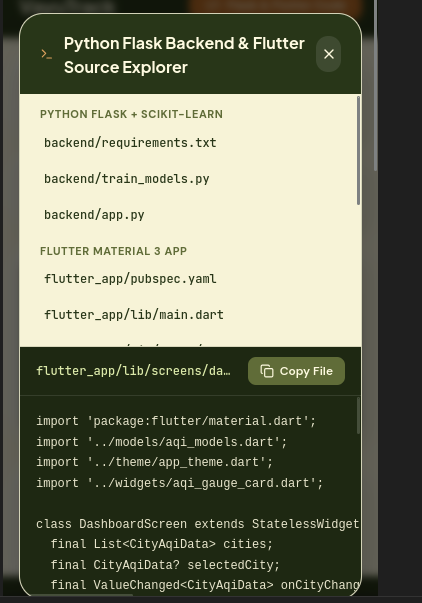 Python Flask Backend & Flutter
Source Explorer
PYTHON FLASK + SCIKIT-LEARN
backend/requirements.txt
backend/train_models.py
backend/app.py
FLUTTER MATERIAL 3 APP
flutter_app/pubspec.yaml
flutter_app/lib/main.dart
flutter_app/lib/screens/da…
Copy File
import 'package:flutter/material.dart';
import '../models/aqi_models.dart';
import '../theme/app_theme.dart';
import '../widgets/aqi_gauge_card.dart';
class DashboardScreen extends StatelessWidget
final List<CityAqiData> cities;
final CityAqiData? selectedCity;
final ValueChanged<CityAqiData> onCityChang